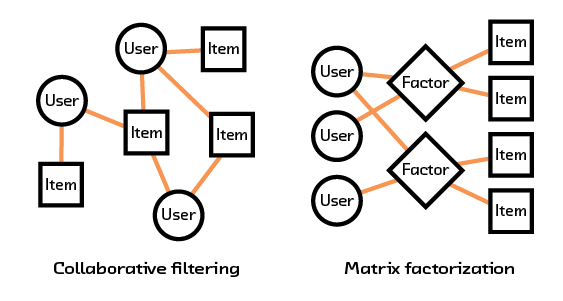 User
Item
User
Item
Item
Item
User
Collaborative filtering
User
User
User
Factor
Factor
Item
Item
Item
Item
Matrix factorization